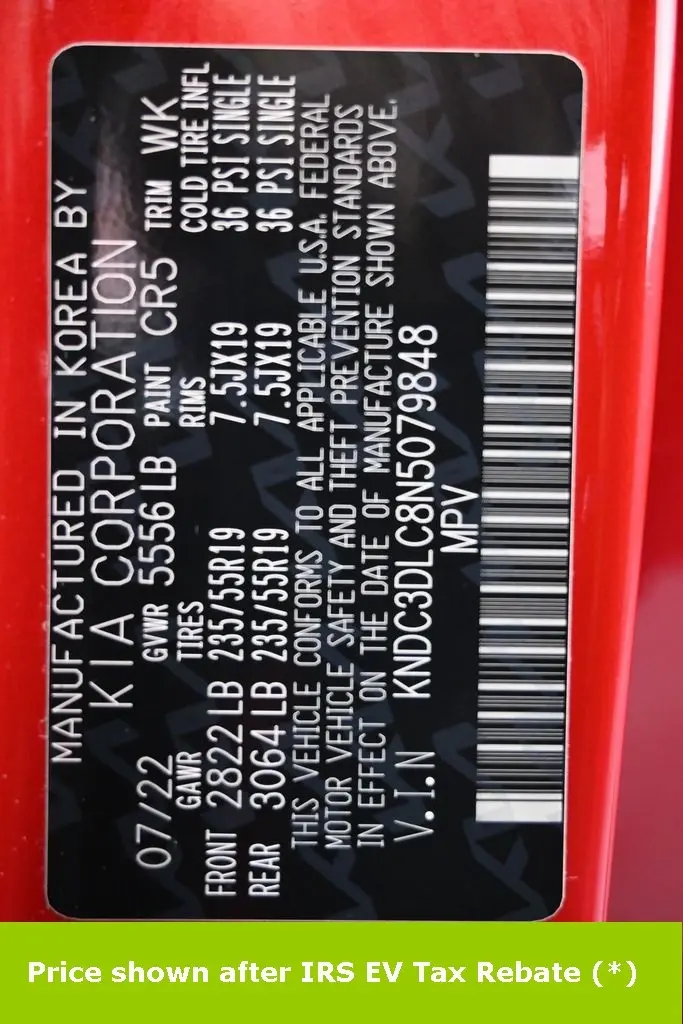 MANUFACTURED IN KOREA BY
KIA CORPORATION
07/22 GVWR 5556 LB PAINT CR5 TRIM WK
GAWR TIRES RIMS COLD TIRE INFL
FRONT 2822 LB 235/55R19 7.5JX19 36 PSI SINGLE
REAR 3064 LB 235/55R19 7.5JX19 36 PSI SINGLE
THIS VEHICLE CONFORMS TO ALL APPLICABLE U.S.A. FEDERAL
MOTOR VEHICLE SAFETY AND THEFT PREVENTION STANDARDS
IN EFFECT ON THE DATE OF MANUFACTURE SHOWN ABOVE.
V.I.N KNDC3DLC8N5079848
MPV
Price shown after IRS EV Tax Rebate (*)